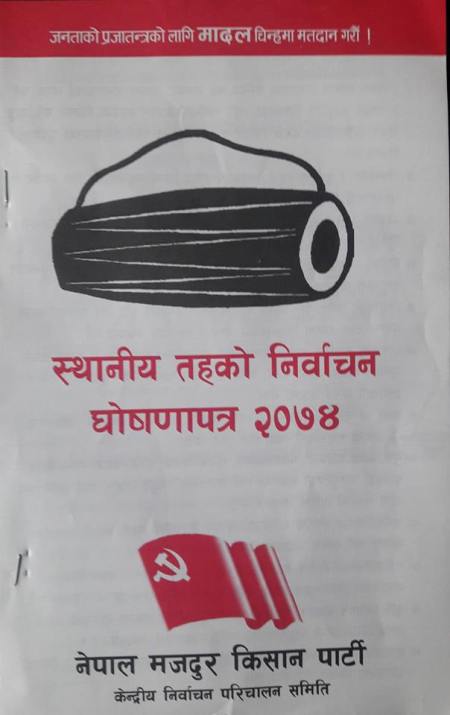 जनताको प्रजातन्त्रको लागि मादल चिन्हमा मतदान गरौं !
स्थानीय तहको निर्वाचन
घोषणापत्र २०७४
नेपाल मजदुर किसान पार्टी
केन्द्रीय निर्वाचन परिचालन समिति